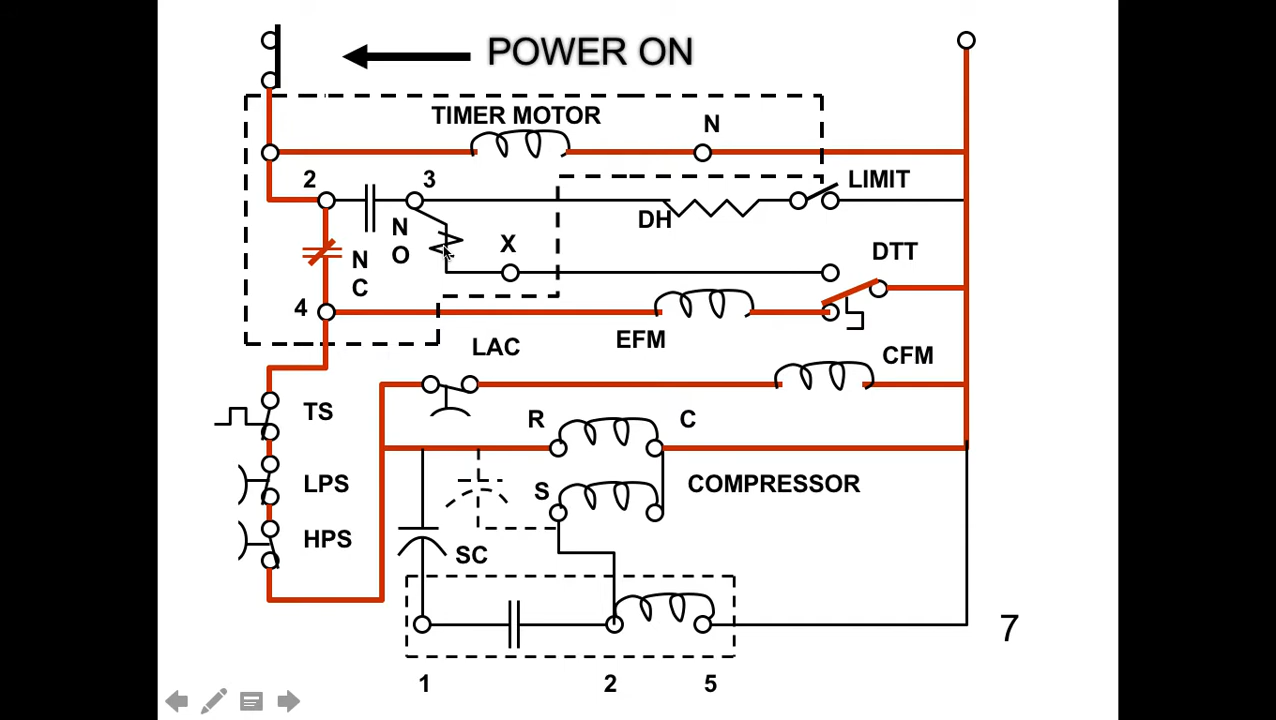 POWER ON
TIMER MOTOR
N
2
3
LIMIT
DH
N
O
X
DTT
N
C
4
EFM
LAC
CFM
TS
R
C
LPS
S
COMPRESSOR
HPS
SC
7
1
2
5